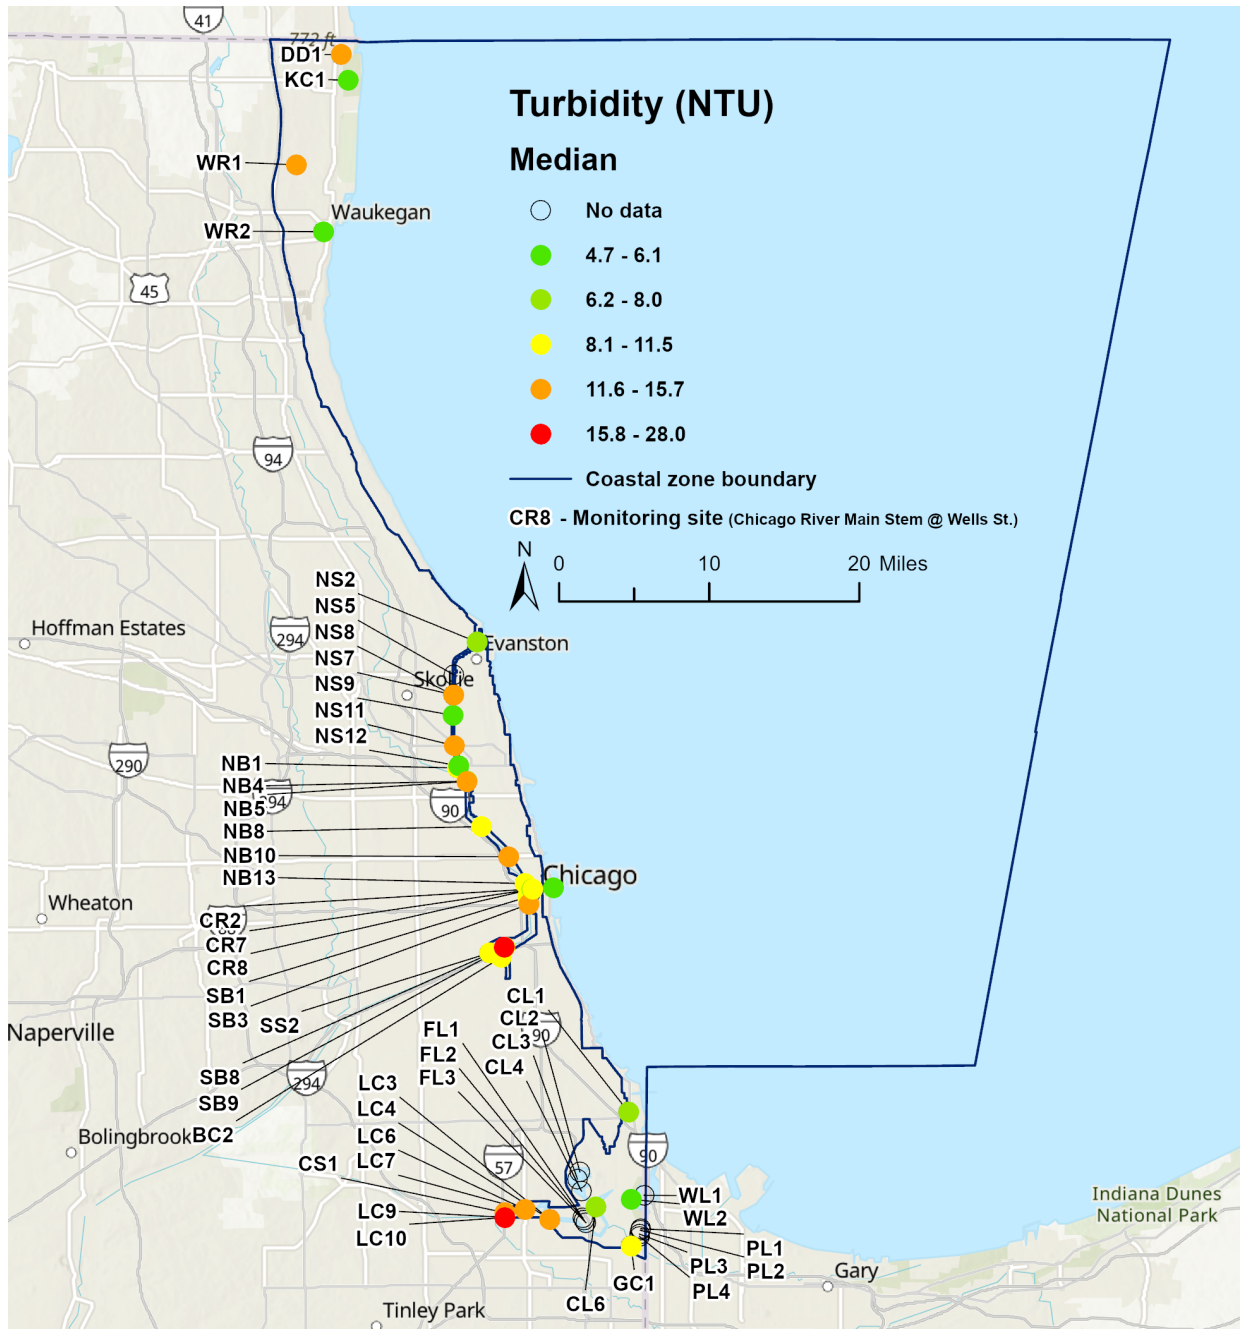 41
772 ft
DD1
KC1
WR1
Waukegan
WR2
45
94
Turbidity (NTU)
Median
No data
4.7 - 6.1
6.2 - 8.0
8.1 - 11.5
11.6 - 15.7
15.8 - 28.0
Coastal zone boundary
CR8 - Monitoring site (Chicago River Main Stem @ Wells St.)
N
0 10 20 Miles
NS2
NS5
NS8
NS7
NS9
NS11
NS12
Hoffman Estates
294
Evanston
Skokie
290
NB1
NB4
NB5
294
90
NB8
NB10
NB13
Chicago
Wheaton
CR2
CR7
CR8
SB1
SB3
SS2
Naperville
SB8
SB9
BC2
294
Bolingbrook
CL1
CL2
CL3
CL4
90
FL1
FL2
FL3
LC3
LC4
LC6
LC7
CS1
57
LC9
LC10
90
WL1
WL2
Indiana Dunes
National Park
PL1
PL2
PL3
PL4
GC1
CL6
Gary
Tinley Park